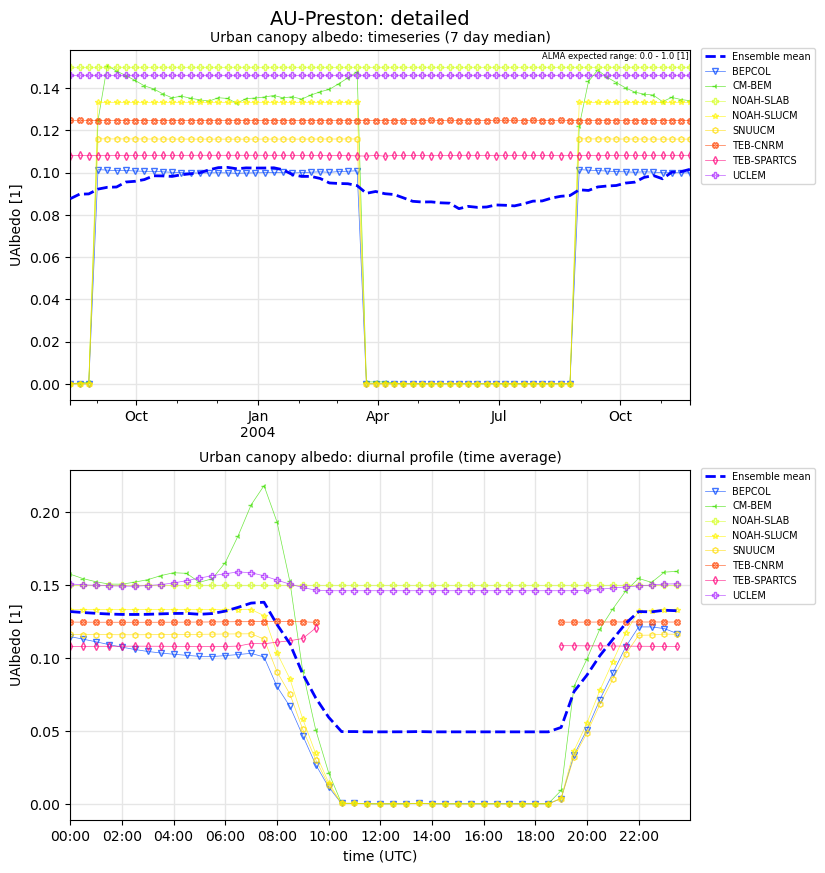 AU-Preston: detailed
Urban canopy albedo: timeseries (7 day median)
ALMA expected range: 0.0 - 1.0 [1]
UAlbedo [1]
0.14
0.12
0.10
0.08
0.06
0.04
0.02
0.00
Oct
Jan
2004
Apr
Jul
Oct
Ensemble mean
BEPCOL
CM-BEM
NOAH-SLAB
NOAH-SLUCM
SNUUCM
TEB-CNRM
TEB-SPARTCS
UCLEM
Urban canopy albedo: diurnal profile (time average)
UAlbedo [1]
0.20
0.15
0.10
0.05
0.00
00:00
02:00
04:00
06:00
08:00
10:00
12:00
14:00
16:00
18:00
20:00
22:00
time (UTC)
Ensemble mean
BEPCOL
CM-BEM
NOAH-SLAB
NOAH-SLUCM
SNUUCM
TEB-CNRM
TEB-SPARTCS
UCLEM